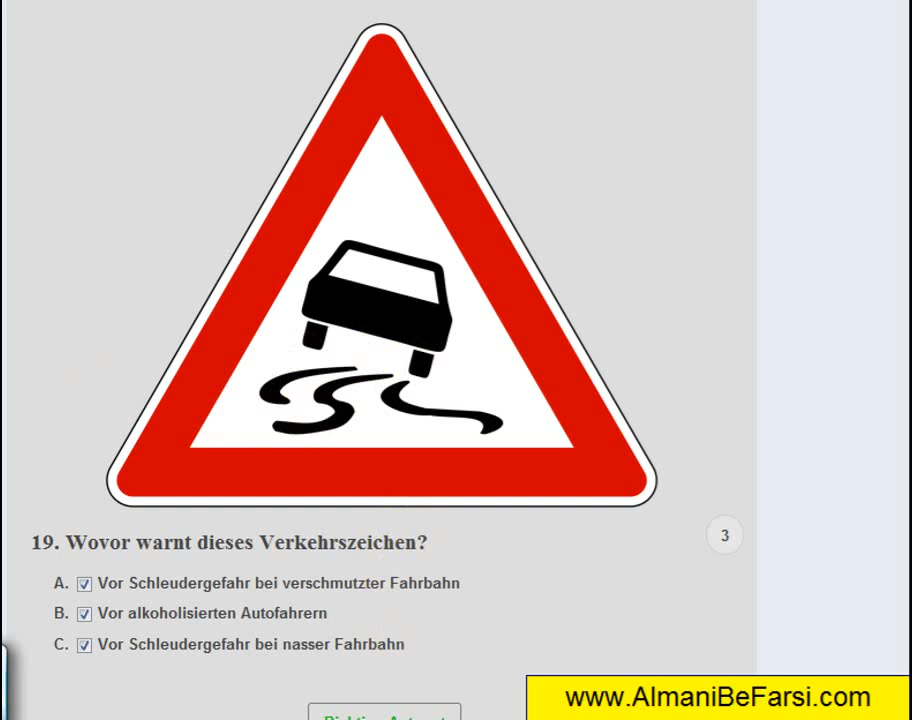 19. Wovor warnt dieses Verkehrszeichen?
3
A. Vor Schleudergefahr bei verschmutzter Fahrbahn
B. Vor alkoholisierten Autofahrern
C. Vor Schleudergefahr bei nasser Fahrbahn
www.AlmaniBeFarsi.com